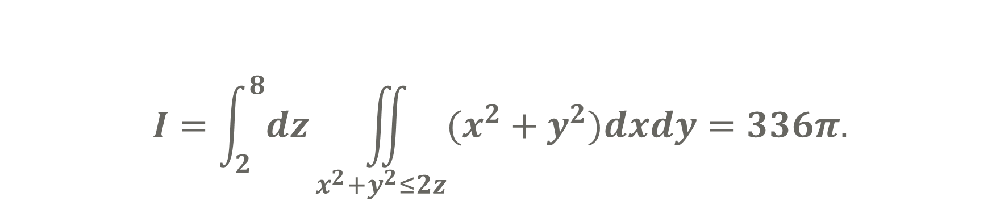 I = ∫₂⁸ dz ∬_{x²+y²≤2z} (x² + y²)dxdy = 336π.